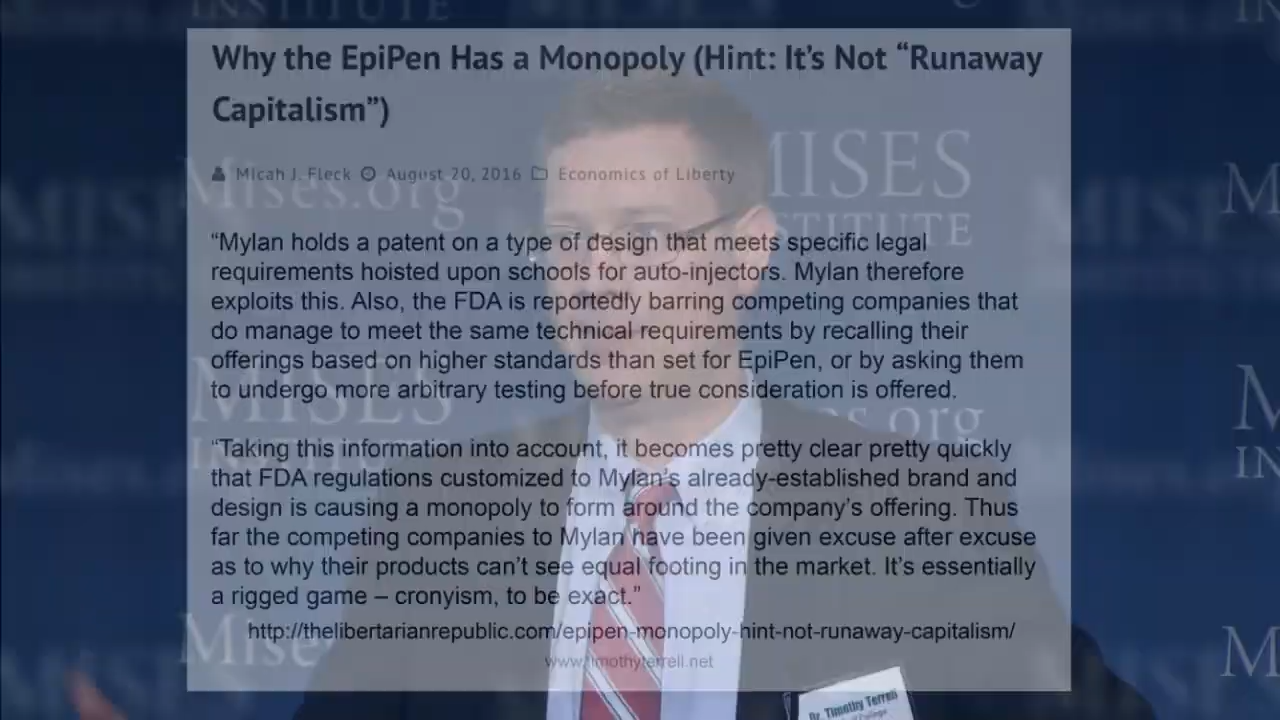 INSTITUTE
Why the EpiPen Has a Monopoly (Hint: It's Not “Runaway
Capitalism”)
Micah J. Fleck August 20, 2016 Economics of Liberty
“Mylan holds a patent on a type of design that meets specific legal
requirements hoisted upon schools for auto-injectors. Mylan therefore
exploits this. Also, the FDA is reportedly barring competing companies that
do manage to meet the same technical requirements by recalling their
offerings based on higher standards than set for EpiPen, or by asking them
to undergo more arbitrary testing before true consideration is offered.
“Taking this information into account, it becomes pretty clear pretty quickly
that FDA regulations customized to Mylan's already-established brand and
design is causing a monopoly to form around the company's offering. Thus
far the competing companies to Mylan have been given excuse after excuse
as to why their products can't see equal footing in the market. It's essentially
a rigged game – cronyism, to be exact.”
http://thelibertarianrepublic.com/epipen-monopoly-hint-not-runaway-capitalism/
www.timothyterrell.net
Mises.org
MISES
INSTITUTE
MISES
INSTITUTE
Dr. Timothy Terrell